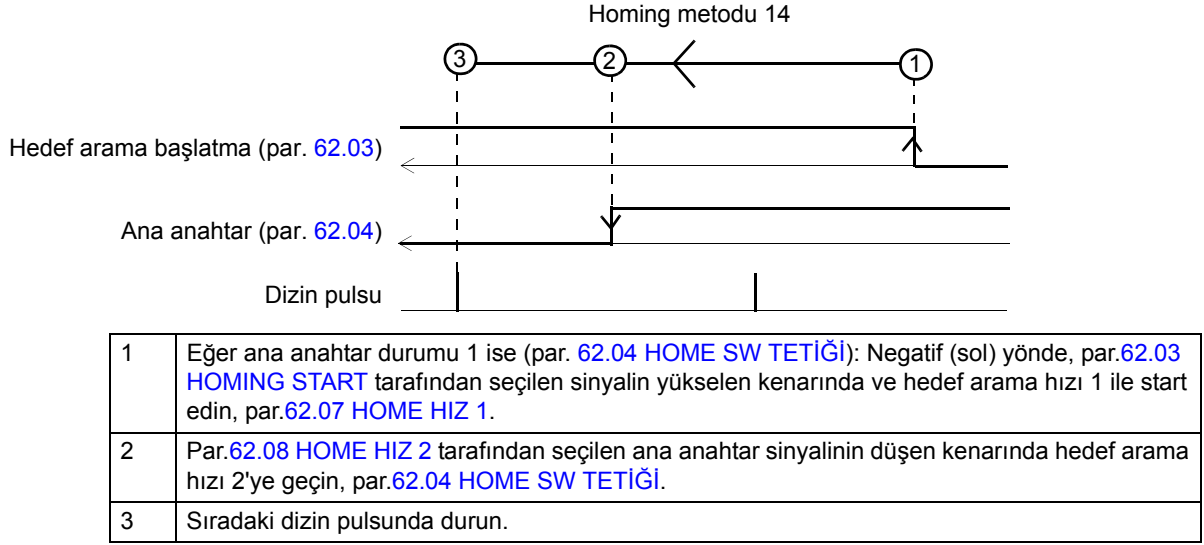 Homing metodu 14
3
2
1
Hedef arama başlatma (par. 62.03)
Ana anahtar (par. 62.04)
Dizin pulsu
1
Eğer ana anahtar durumu 1 ise (par. 62.04 HOME SW TETİĞİ): Negatif (sol) yönde, par.62.03
HOMING START tarafından seçilen sinyalin yükselen kenarında ve hedef arama hızı 1 ile start
edin, par.62.07 HOME HIZ 1.
2
Par.62.08 HOME HIZ 2 tarafından seçilen ana anahtar sinyalinin düşen kenarında hedef arama
hızı 2'ye geçin, par.62.04 HOME SW TETİĞİ.
3
Sıradaki dizin pulsunda durun.